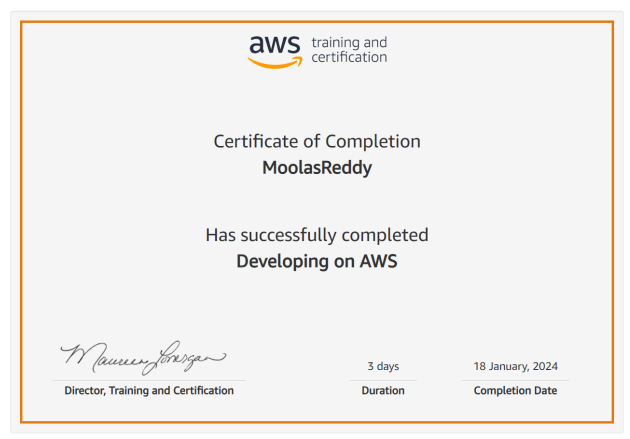 aws training and
certification
Certificate of Completion
MoolasReddy
Has successfully completed
Developing on AWS
Maureen Lonergan
3 days
18 January, 2024
Director, Training and Certification
Duration
Completion Date